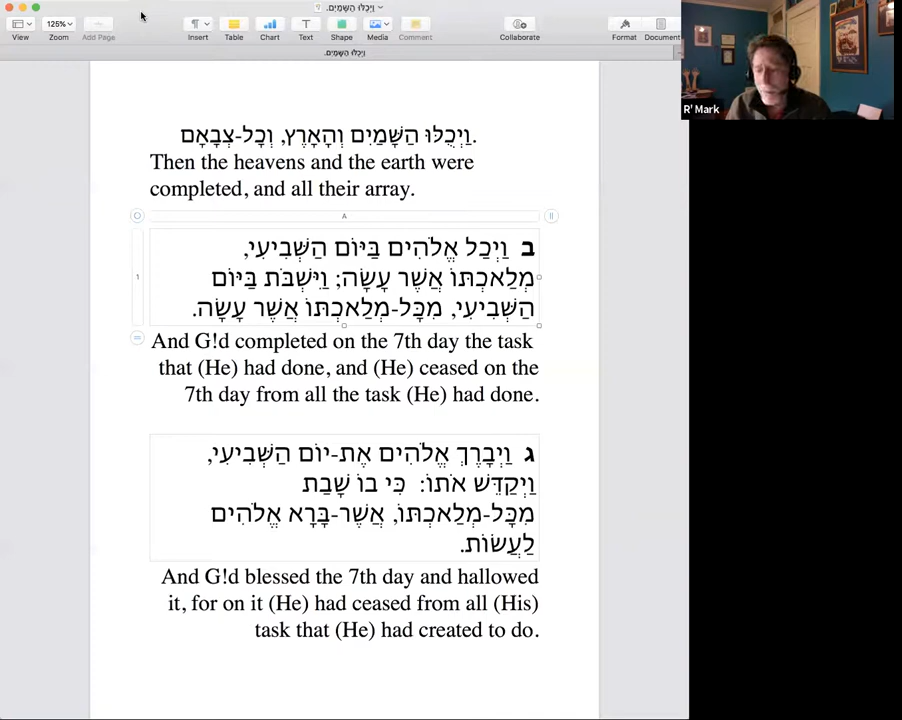 וַיְכֻלּוּ הַשָּׁמַיִם.
View
125%
Zoom
Add Page
Insert
Table
Chart
Text
Shape
Media
Comment
Collaborate
Format
Document
וַיְכֻלּוּ הַשָּׁמַיִם.
R' Mark
וַיְכֻלּוּ הַשָּׁמַיִם וְהָאָרֶץ, וְכָל-צְבָאָם.
Then the heavens and the earth were
completed, and all their array.
A
1
ב וַיְכַל אֱלֹהִים בַּיּוֹם הַשְּׁבִיעִי,
מְלַאכְתּוֹ אֲשֶׁר עָשָׂה; וַיִּשְׁבֹּת בַּיּוֹם
הַשְּׁבִיעִי, מִכָּל-מְלַאכְתּוֹ אֲשֶׁר עָשָׂה.
And G!d completed on the 7th day the task
that (He) had done, and (He) ceased on the
7th day from all the task (He) had done.
ג וַיְבָרֶךְ אֱלֹהִים אֶת-יוֹם הַשְּׁבִיעִי,
וַיְקַדֵּשׁ אֹתוֹ: כִּי בוֹ שָׁבַת
מִכָּל-מְלַאכְתּוֹ, אֲשֶׁר-בָּרָא אֱלֹהִים
לַעֲשׂוֹת.
And G!d blessed the 7th day and hallowed
it, for on it (He) had ceased from all (His)
task that (He) had created to do.